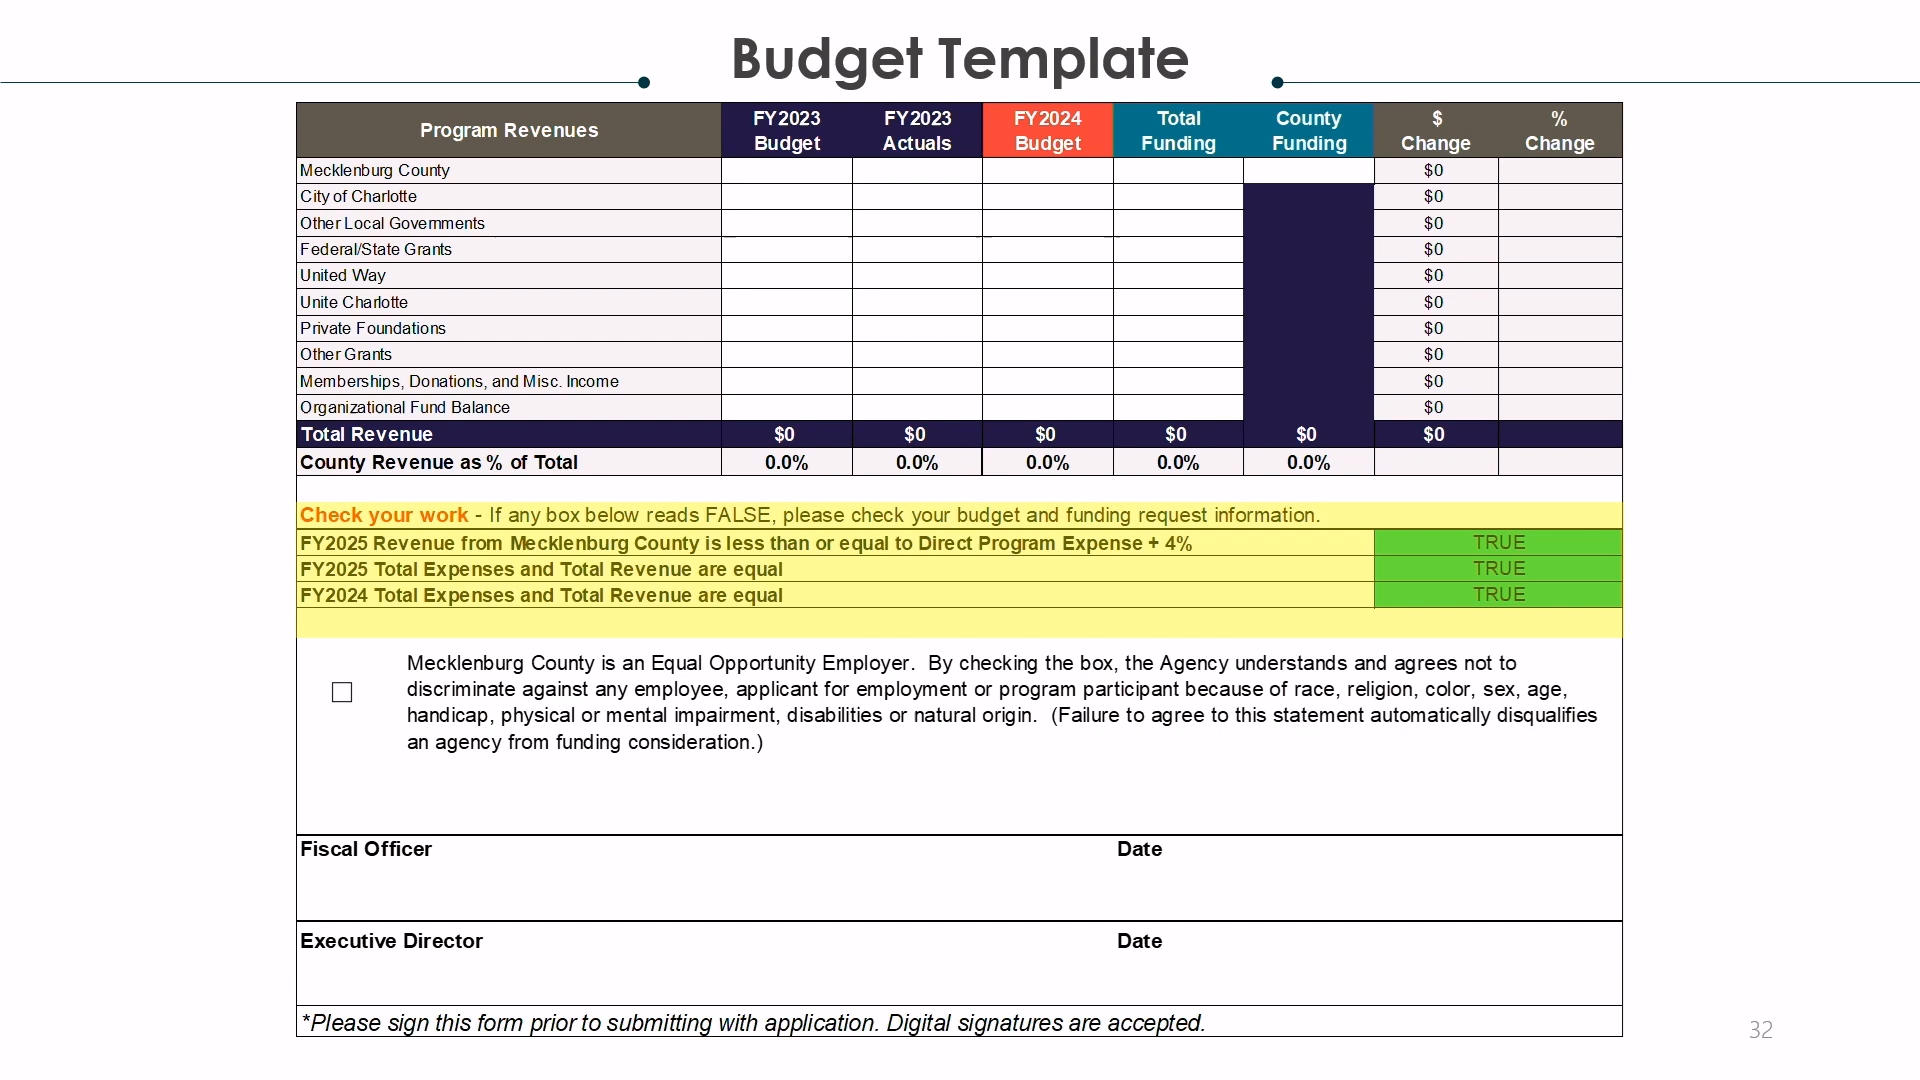 Budget Template
Program Revenues FY2023 Budget FY2023 Actuals FY2024 Budget Total Funding County Funding $ Change % Change
Mecklenburg County $0
City of Charlotte $0
Other Local Governments $0
Federal/State Grants $0
United Way $0
Unite Charlotte $0
Private Foundations $0
Other Grants $0
Memberships, Donations, and Misc. Income $0
Organizational Fund Balance $0
Total Revenue $0 $0 $0 $0 $0 $0
County Revenue as % of Total 0.0% 0.0% 0.0% 0.0% 0.0%
Check your work - If any box below reads FALSE, please check your budget and funding request information.
FY2025 Revenue from Mecklenburg County is less than or equal to Direct Program Expense + 4% TRUE
FY2025 Total Expenses and Total Revenue are equal TRUE
FY2024 Total Expenses and Total Revenue are equal TRUE
Mecklenburg County is an Equal Opportunity Employer. By checking the box, the Agency understands and agrees not to
discriminate against any employee, applicant for employment or program participant because of race, religion, color, sex, age,
handicap, physical or mental impairment, disabilities or natural origin. (Failure to agree to this statement automatically disqualifies
an agency from funding consideration.)
Fiscal Officer Date
Executive Director Date
*Please sign this form prior to submitting with application. Digital signatures are accepted.
32